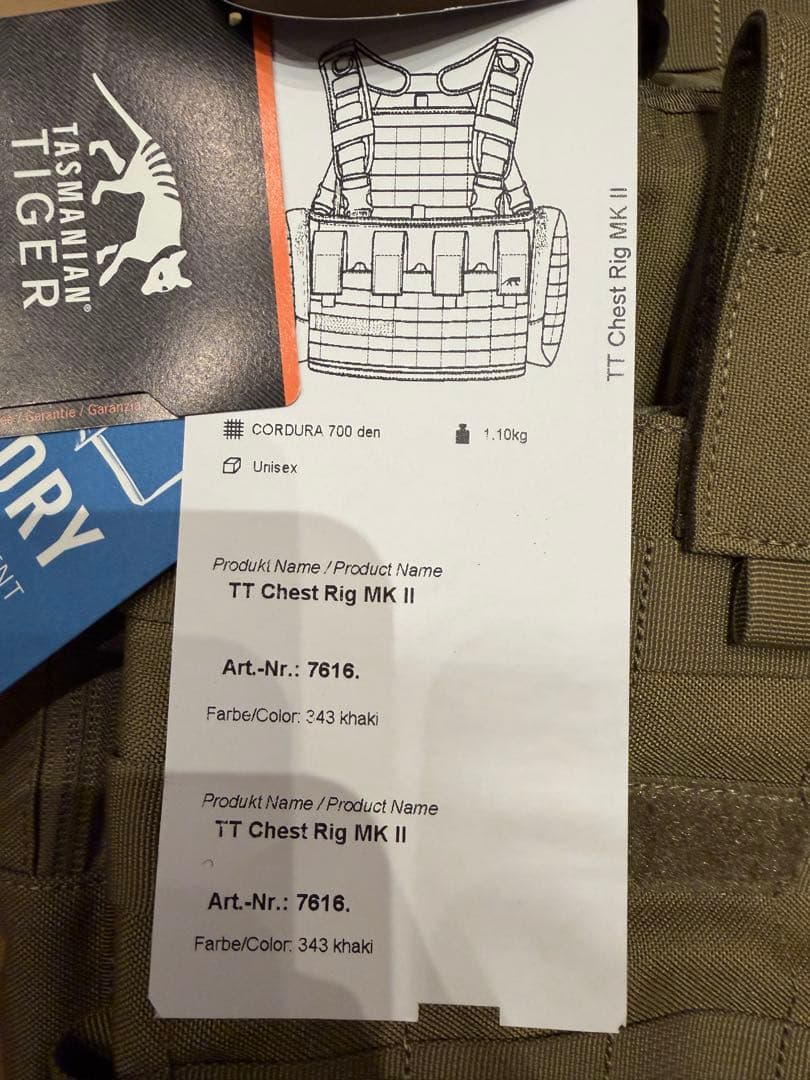 TASMANIAN®
TIGER
TT Chest Rig MK II
/ Garantie / Garanzia
CORDURA 700 den
1.10kg
Unisex
Produkt Name / Product Name
TT Chest Rig MK II
Art.-Nr.: 7616.
Farbe/Color: 343 khaki
Produkt Name / Product Name
TT Chest Rig MK II
Art.-Nr.: 7616.
Farbe/Color: 343 khaki